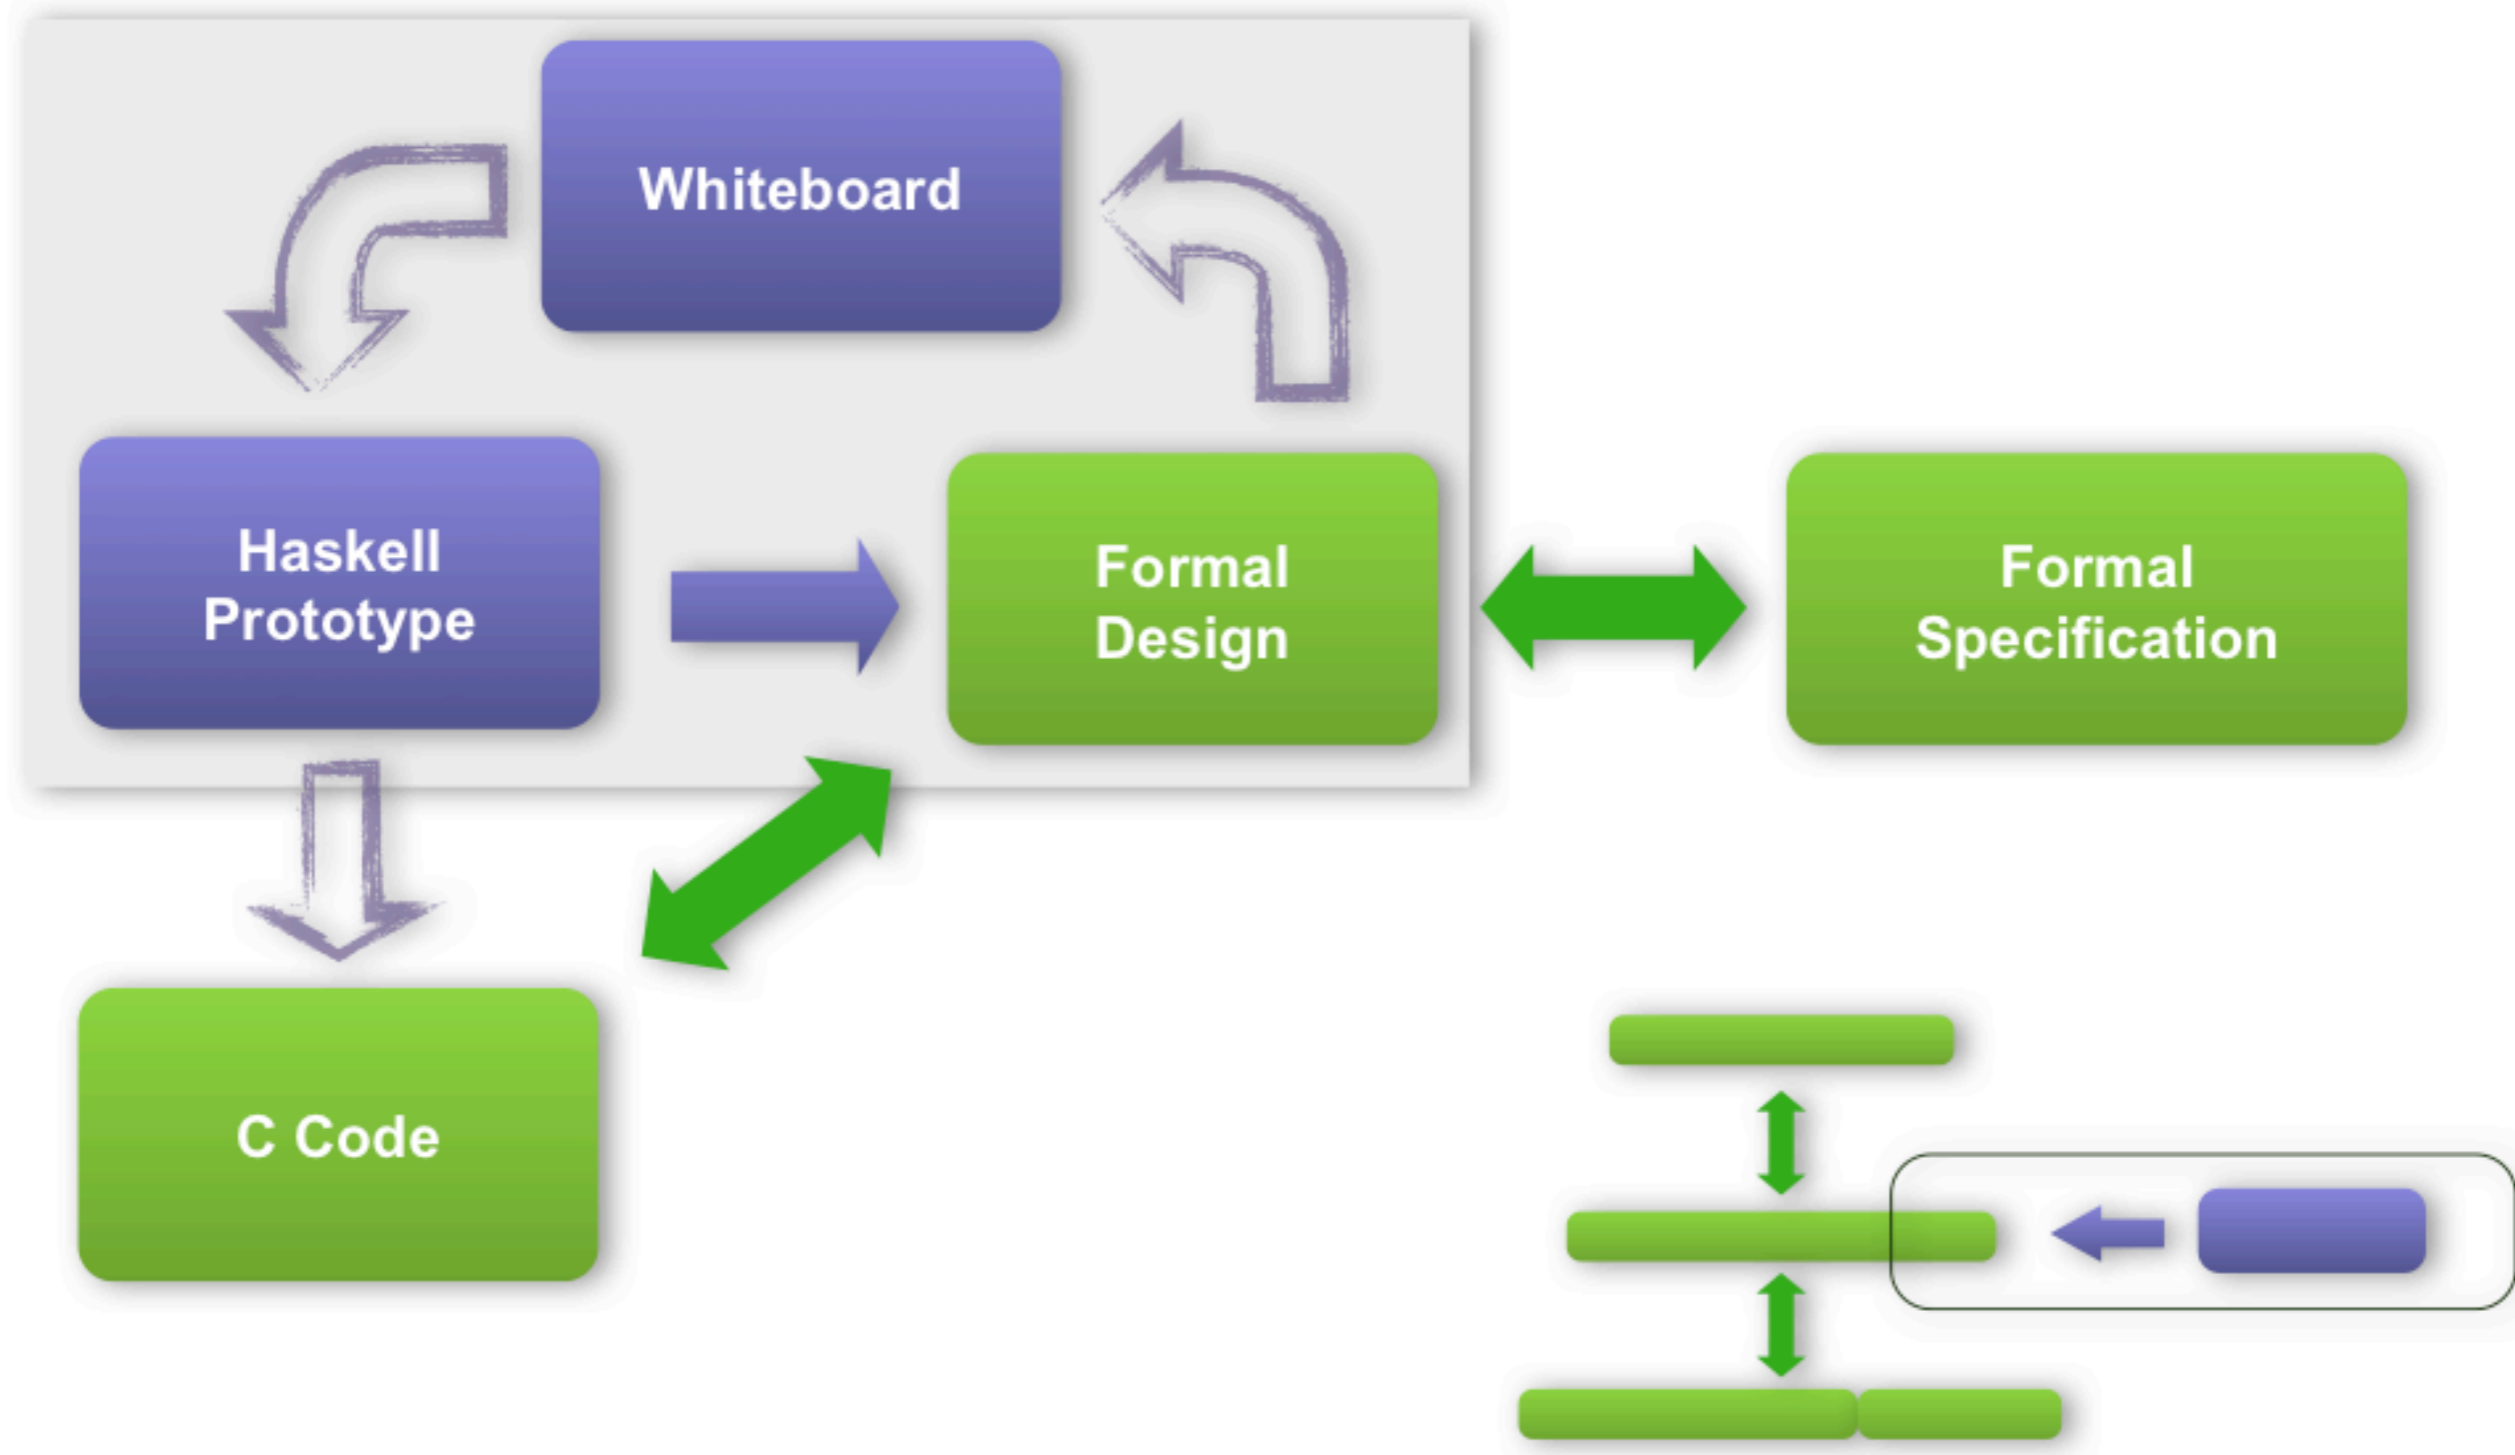 Whiteboard
Haskell
Prototype
Formal
Design
Formal
Specification
C Code